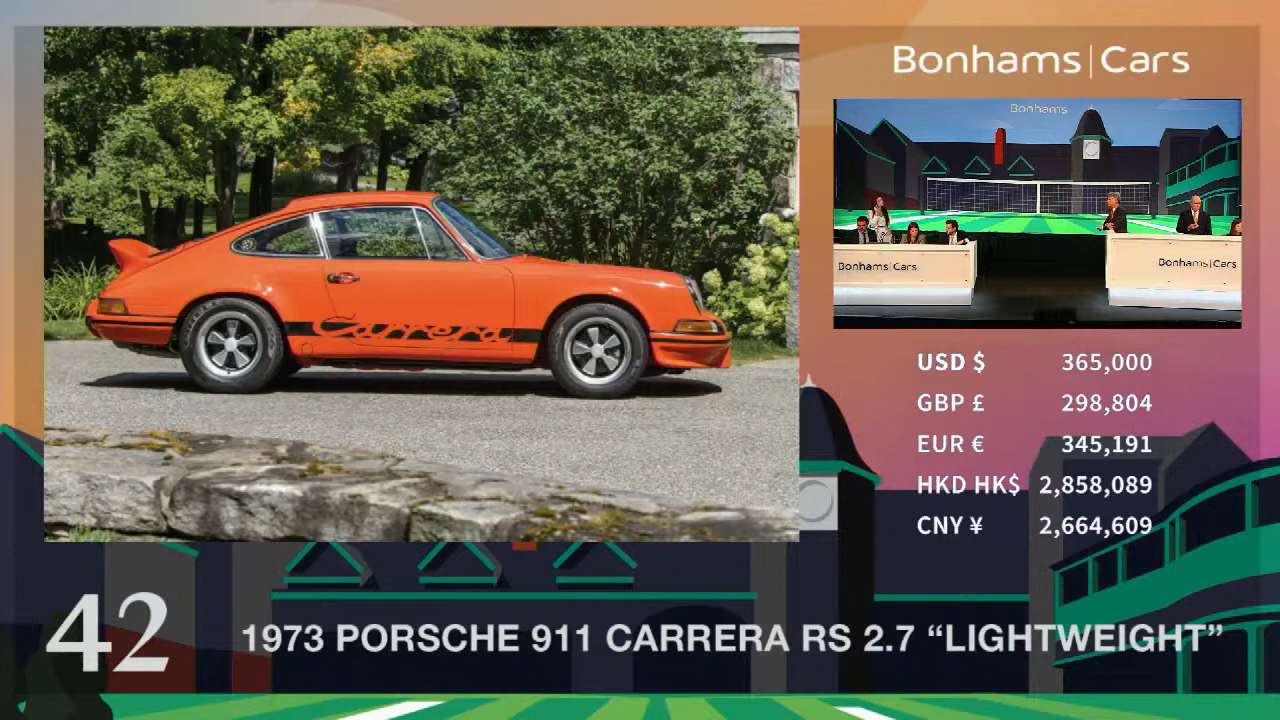 Bonhams|Cars
Bonhams
Bonhams|Cars
Bonhams|Cars
Carrera
USD $ 365,000
GBP £ 298,804
EUR € 345,191
HKD HK$ 2,858,089
CNY ¥ 2,664,609
42
1973 PORSCHE 911 CARRERA RS 2.7 “LIGHTWEIGHT”